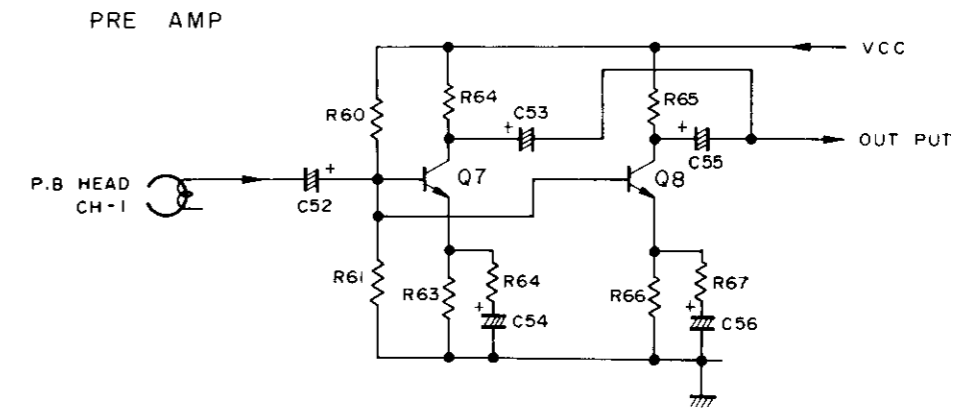 PRE AMP
VCC
R64
C53
R65
R60
+
+
OUT PUT
C55
P.B HEAD
CH-1
+
C52
Q7
Q8
R61
R63
R64
+
C54
R66
R67
+
C56